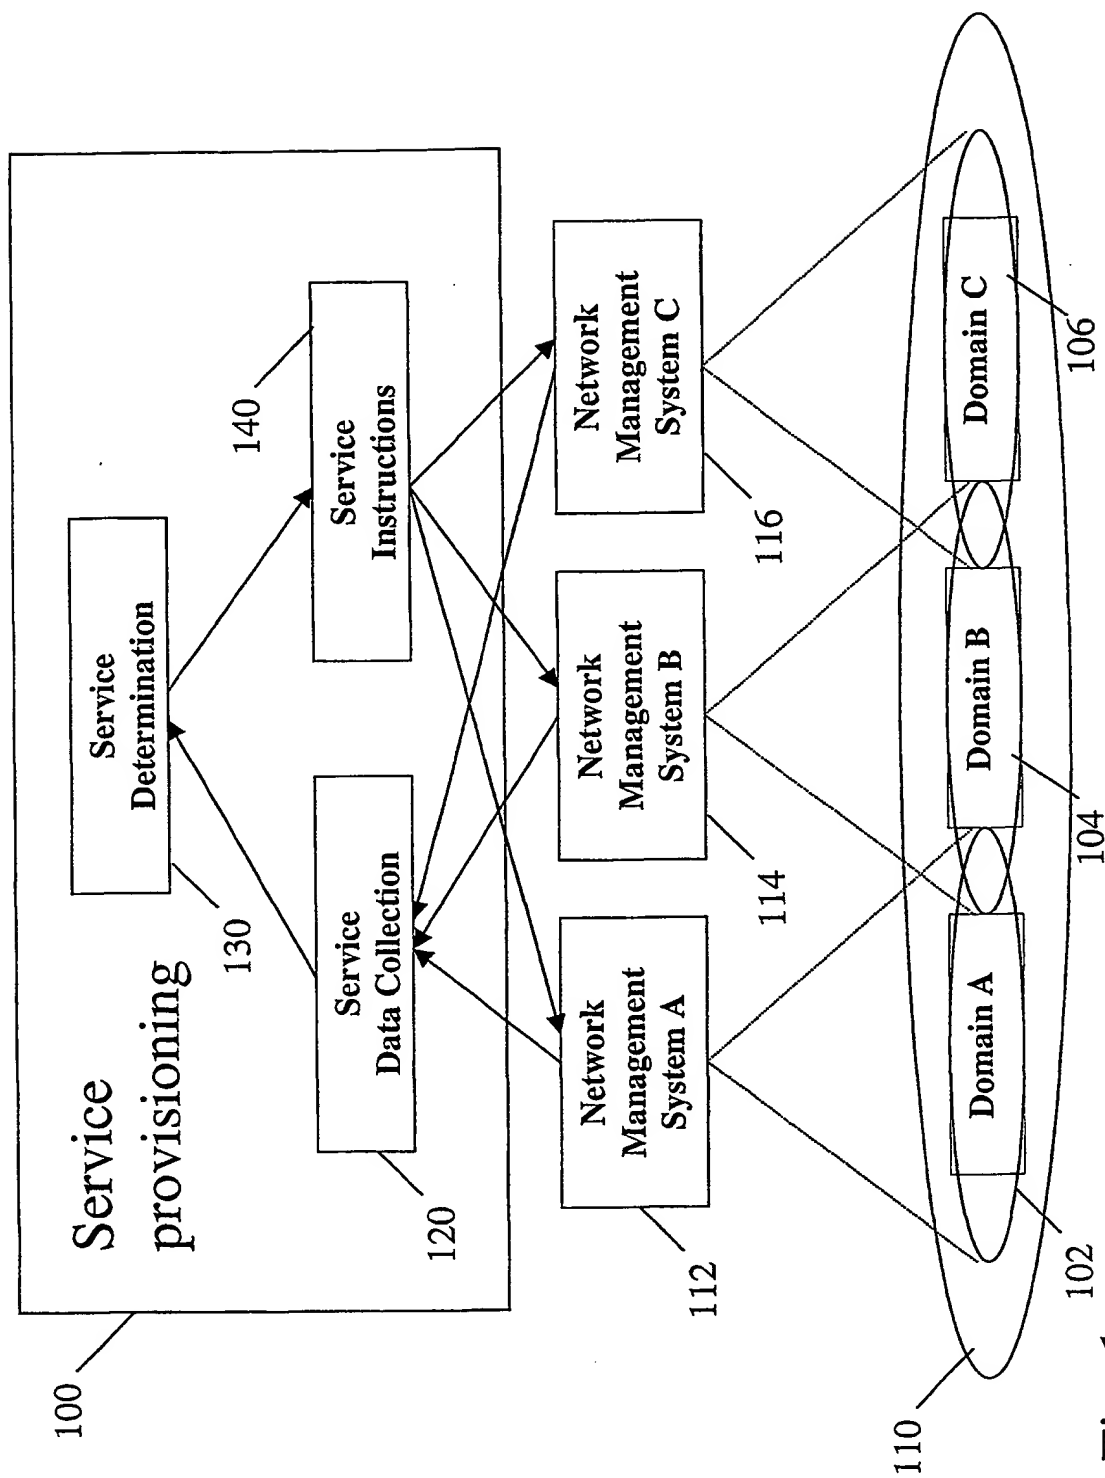 Service
provisioning
100
Service
Determination
130
140
Service
Data Collection
120
Service
Instructions
Network
Management
System A
112
Network
Management
System B
114
Network
Management
System C
116
110
Domain A
102
Domain B
104
Domain C
106